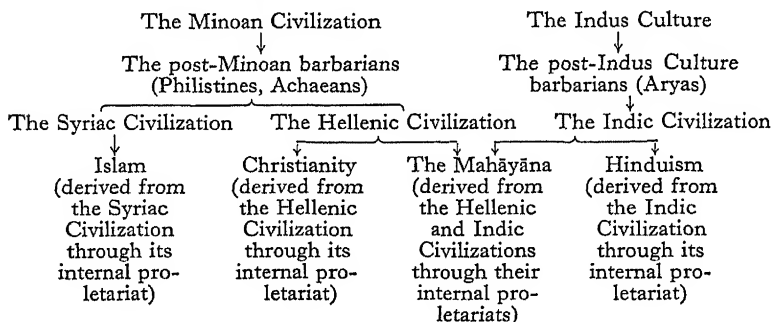 The Minoan Civilization The Indus Culture
The post-Minoan barbarians The post-Indus Culture
(Philistines, Achaeans) barbarians (Aryas)
The Syriac Civilization The Hellenic Civilization The Indic Civilization
Islam Christianity The Mahāyāna Hinduism
(derived from (derived from (derived from (derived from
the Syriac the Hellenic the Hellenic the Indic
Civilization Civilization and Indic Civilization
through its through its Civilizations through its
internal pro- internal pro- through their internal pro-
letariat) letariat) internal pro- letariat)
letariats)